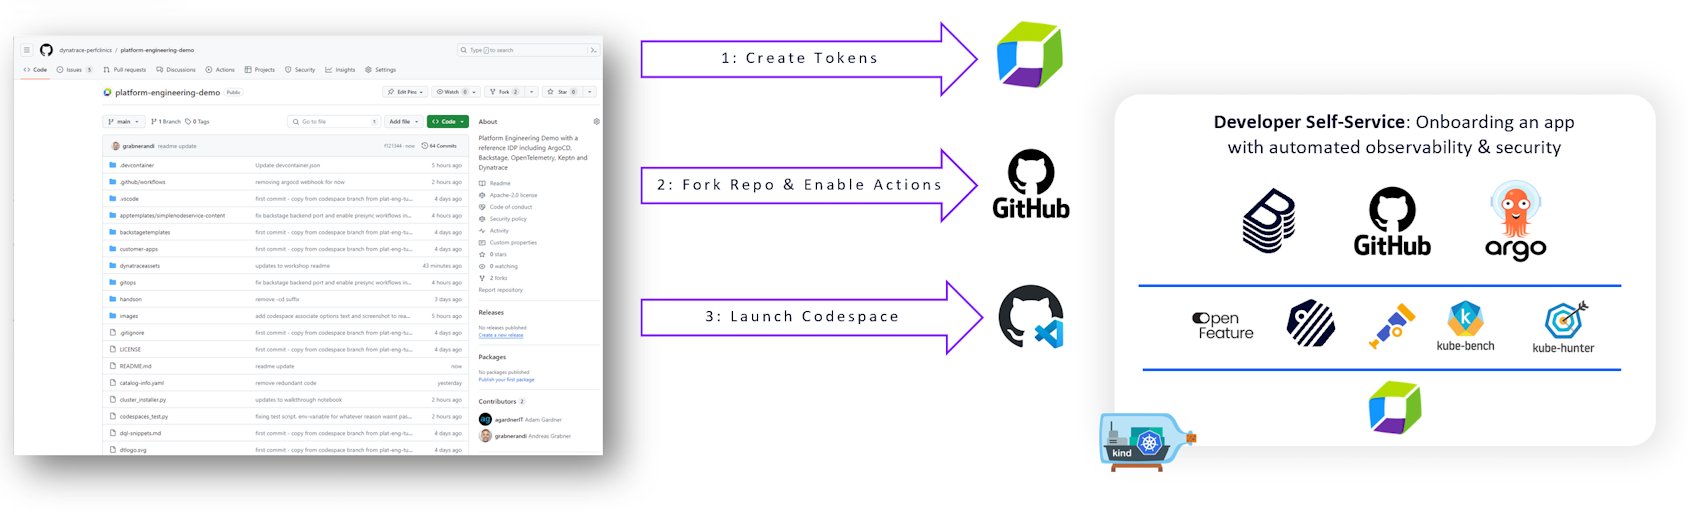 dynatrace-perfclinics / platform-engineering-demo
Type / to search
Code Issues 5 Pull requests Discussions Actions Projects Security Insights Settings
platform-engineering-demo Public
Edit Pins Watch 0 Fork 2 Star 0
main 1 Branch 0 Tags Go to file Add file Code
grabnerandi readme update f121344 · now 64 Commits
.devcontainer Update devcontainer.json 5 hours ago
.github/workflows removing argocd webhook for now 2 hours ago
.vscode first commit - copy from codespace branch from plat-eng-tu... 4 days ago
apptemplates/simplenodeservice-content fix backstage backend port and enable presync workflows in... 4 hours ago
backstagetemplates first commit - copy from codespace branch from plat-eng-tu... 4 days ago
customer-apps first commit - copy from codespace branch from plat-eng-tu... 4 days ago
dynatraceassets updates to workshop readme 43 minutes ago
gitops fix backstage backend port and enable presync workflows in... 4 hours ago
handson remove -cd suffix 3 days ago
images add codespace associate options text and screenshot to rea... 5 hours ago
.gitignore first commit - copy from codespace branch from plat-eng-tu... 4 days ago
LICENSE first commit - copy from codespace branch from plat-eng-tu... 4 days ago
README.md readme update now
catalog-info.yaml remove redundant code yesterday
cluster_installer.py updates to walkthrough notebook 2 hours ago
codespaces_test.py fixing test script. env-variable for whatever reason wasnt pas... 2 hours ago
dql-snippets.md first commit - copy from codespace branch from plat-eng-tu... 4 days ago
dtlogo.svg first commit - copy from codespace branch from plat-eng-tu... 4 days ago
About
Platform Engineering Demo with a
reference IDP including ArgoCD,
Backstage, OpenTelemetry, Keptn and
Dynatrace
Readme
Apache-2.0 license
Code of conduct
Security policy
Activity
Custom properties
0 stars
0 watching
2 forks
Report repository
Releases
No releases published
Create a new release
Packages
No packages published
Publish your first package
Contributors 2
agardnerIT Adam Gardner
grabnerandi Andreas Grabner
1: Create Tokens
2: Fork Repo & Enable Actions
GitHub
3: Launch Codespace
Developer Self-Service: Onboarding an app
with automated observability & security
GitHub
argo
Open
Feature
kube-bench
kube-hunter
kind